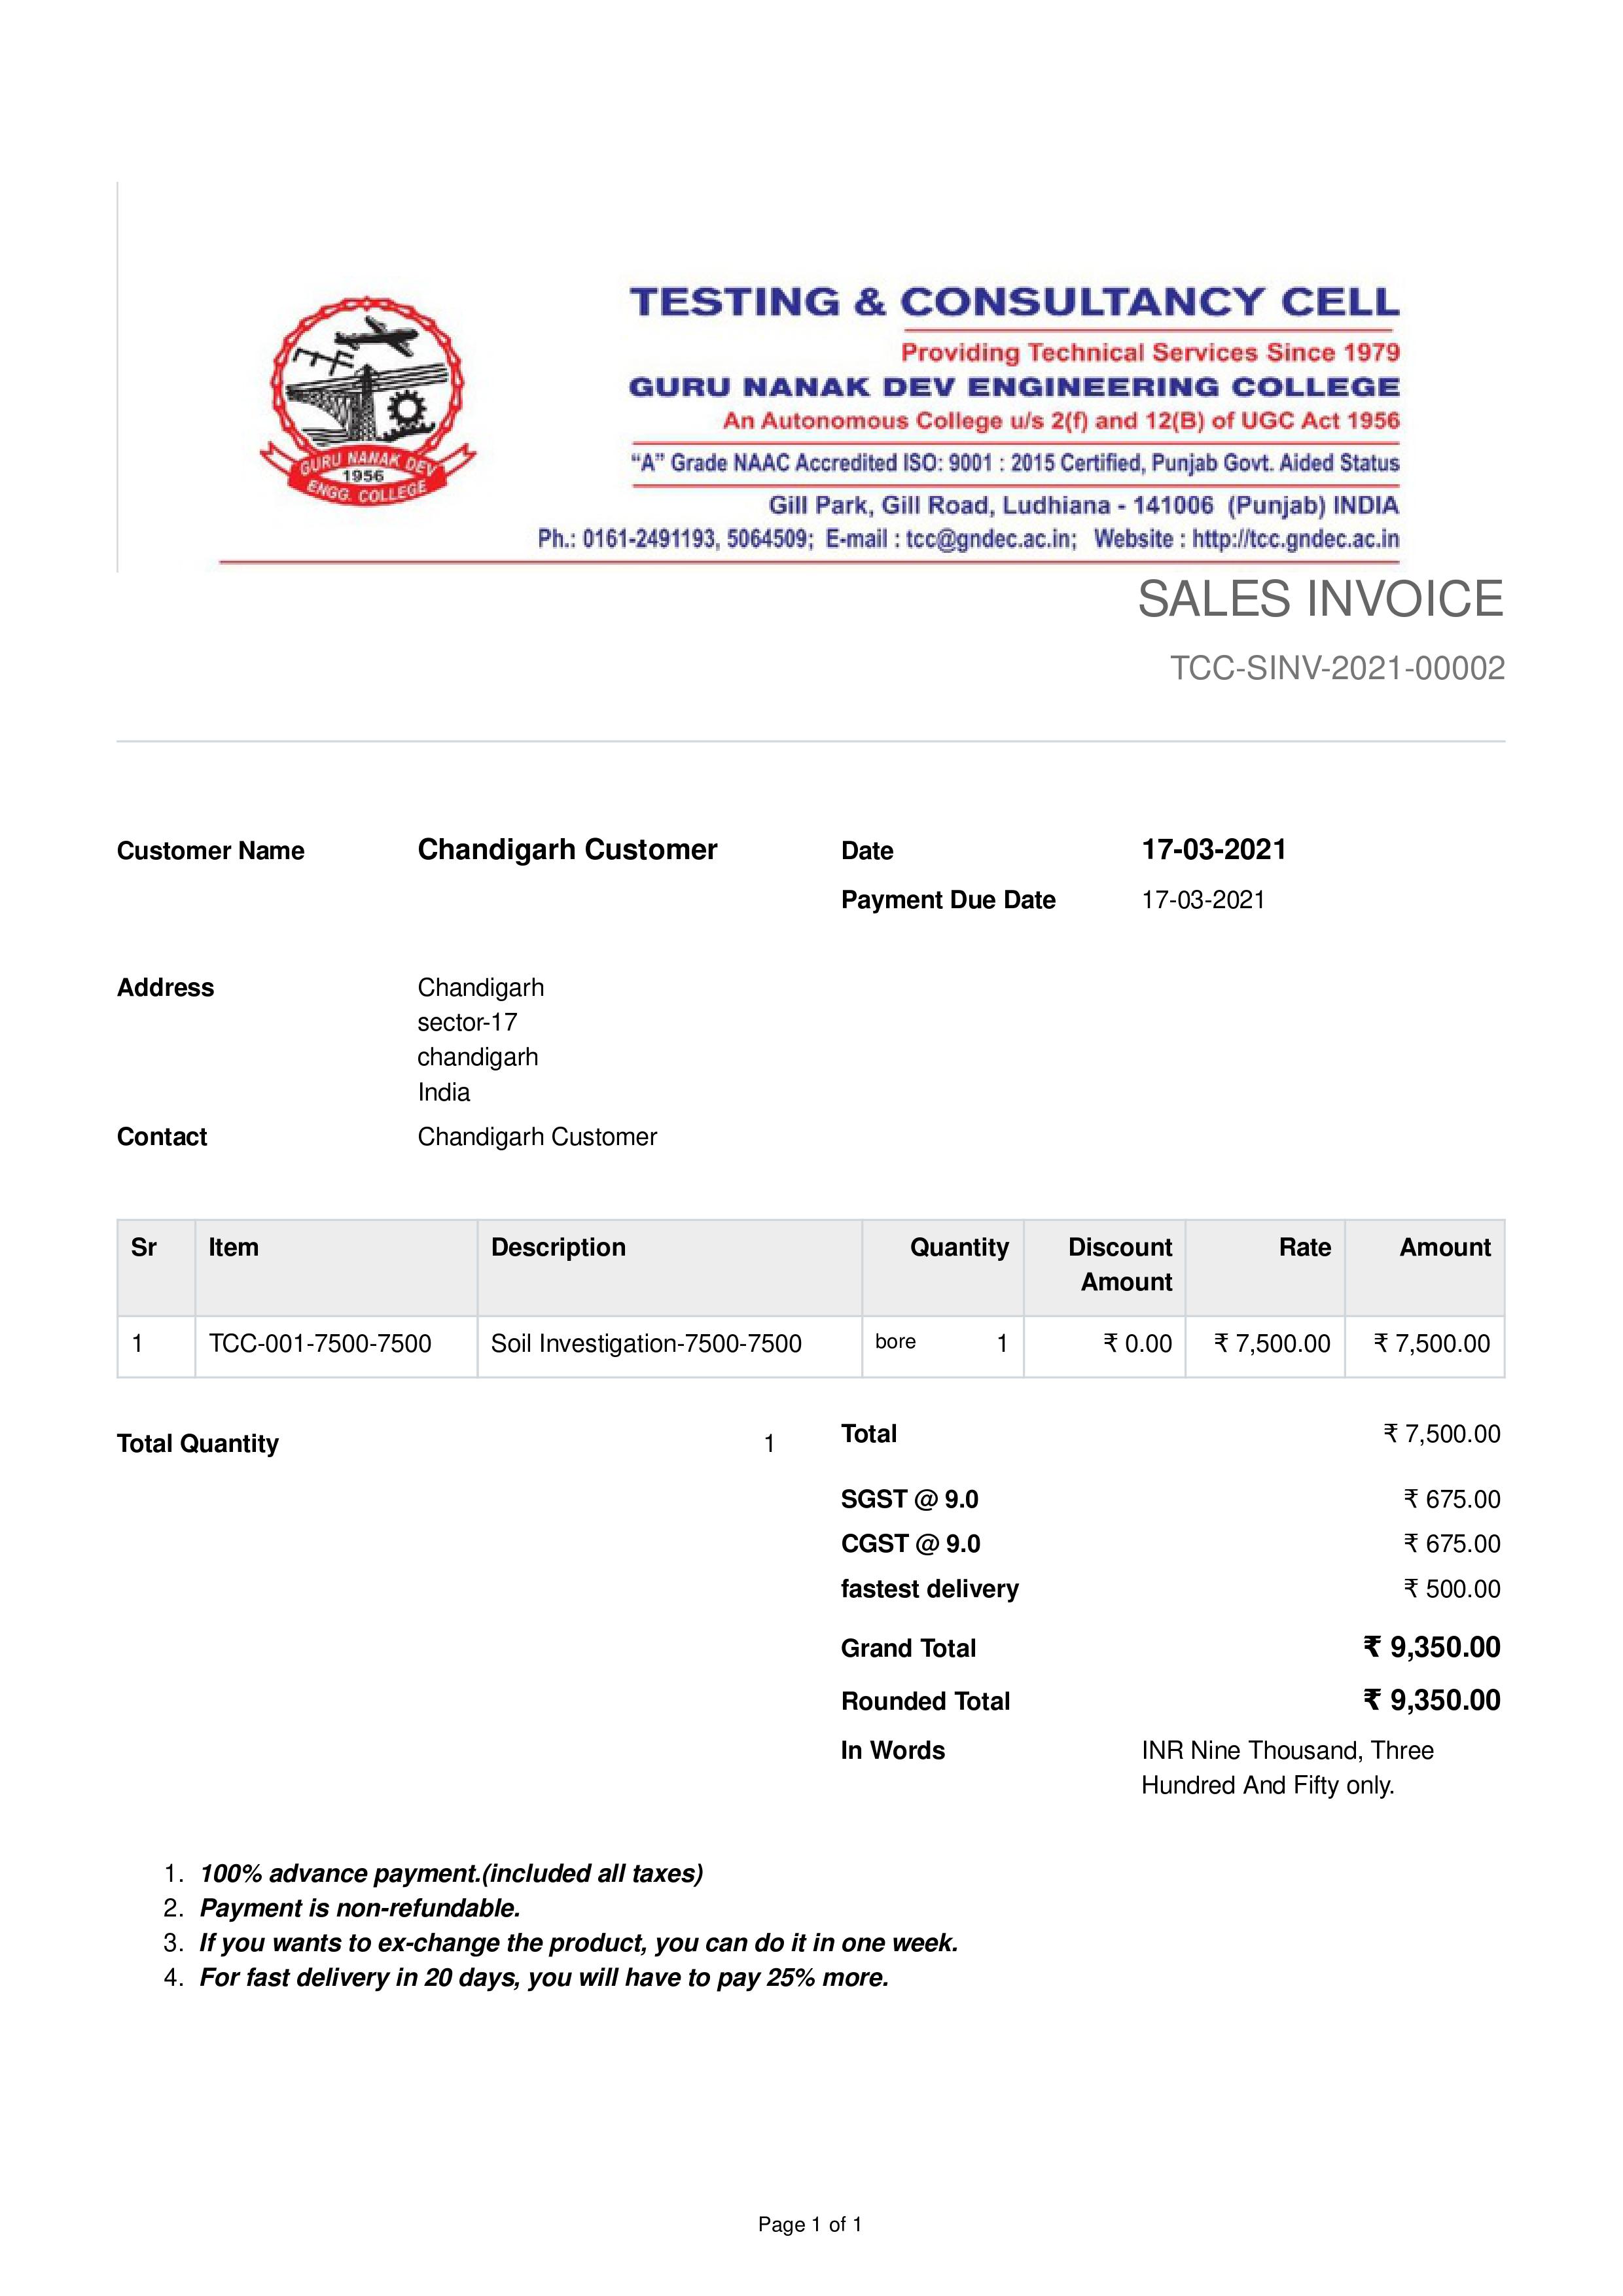 TESTING & CONSULTANCY CELL
Providing Technical Services Since 1979
GURU NANAK DEV ENGINEERING COLLEGE
An Autonomous College u/s 2(f) and 12(B) of UGC Act 1956
“A” Grade NAAC Accredited ISO: 9001 : 2015 Certified, Punjab Govt. Aided Status
Gill Park, Gill Road, Ludhiana - 141006 (Punjab) INDIA
Ph.: 0161-2491193, 5064509; E-mail : tcc@gndec.ac.in; Website : http://tcc.gndec.ac.in
GURU NANAK DEV
1956
ENGG. COLLEGE
SALES INVOICE
TCC-SINV-2021-00002
Customer Name Chandigarh Customer Date 17-03-2021
Payment Due Date 17-03-2021
Address Chandigarh
sector-17
chandigarh
India
Contact Chandigarh Customer
Sr Item Description Quantity Discount Amount Rate Amount
1 TCC-001-7500-7500 Soil Investigation-7500-7500 bore 1 ₹ 0.00 ₹ 7,500.00 ₹ 7,500.00
Total Quantity 1
Total ₹ 7,500.00
SGST @ 9.0 ₹ 675.00
CGST @ 9.0 ₹ 675.00
fastest delivery ₹ 500.00
Grand Total ₹ 9,350.00
Rounded Total ₹ 9,350.00
In Words INR Nine Thousand, Three
Hundred And Fifty only.
1. 100% advance payment.(included all taxes)
2. Payment is non-refundable.
3. If you wants to ex-change the product, you can do it in one week.
4. For fast delivery in 20 days, you will have to pay 25% more.
Page 1 of 1